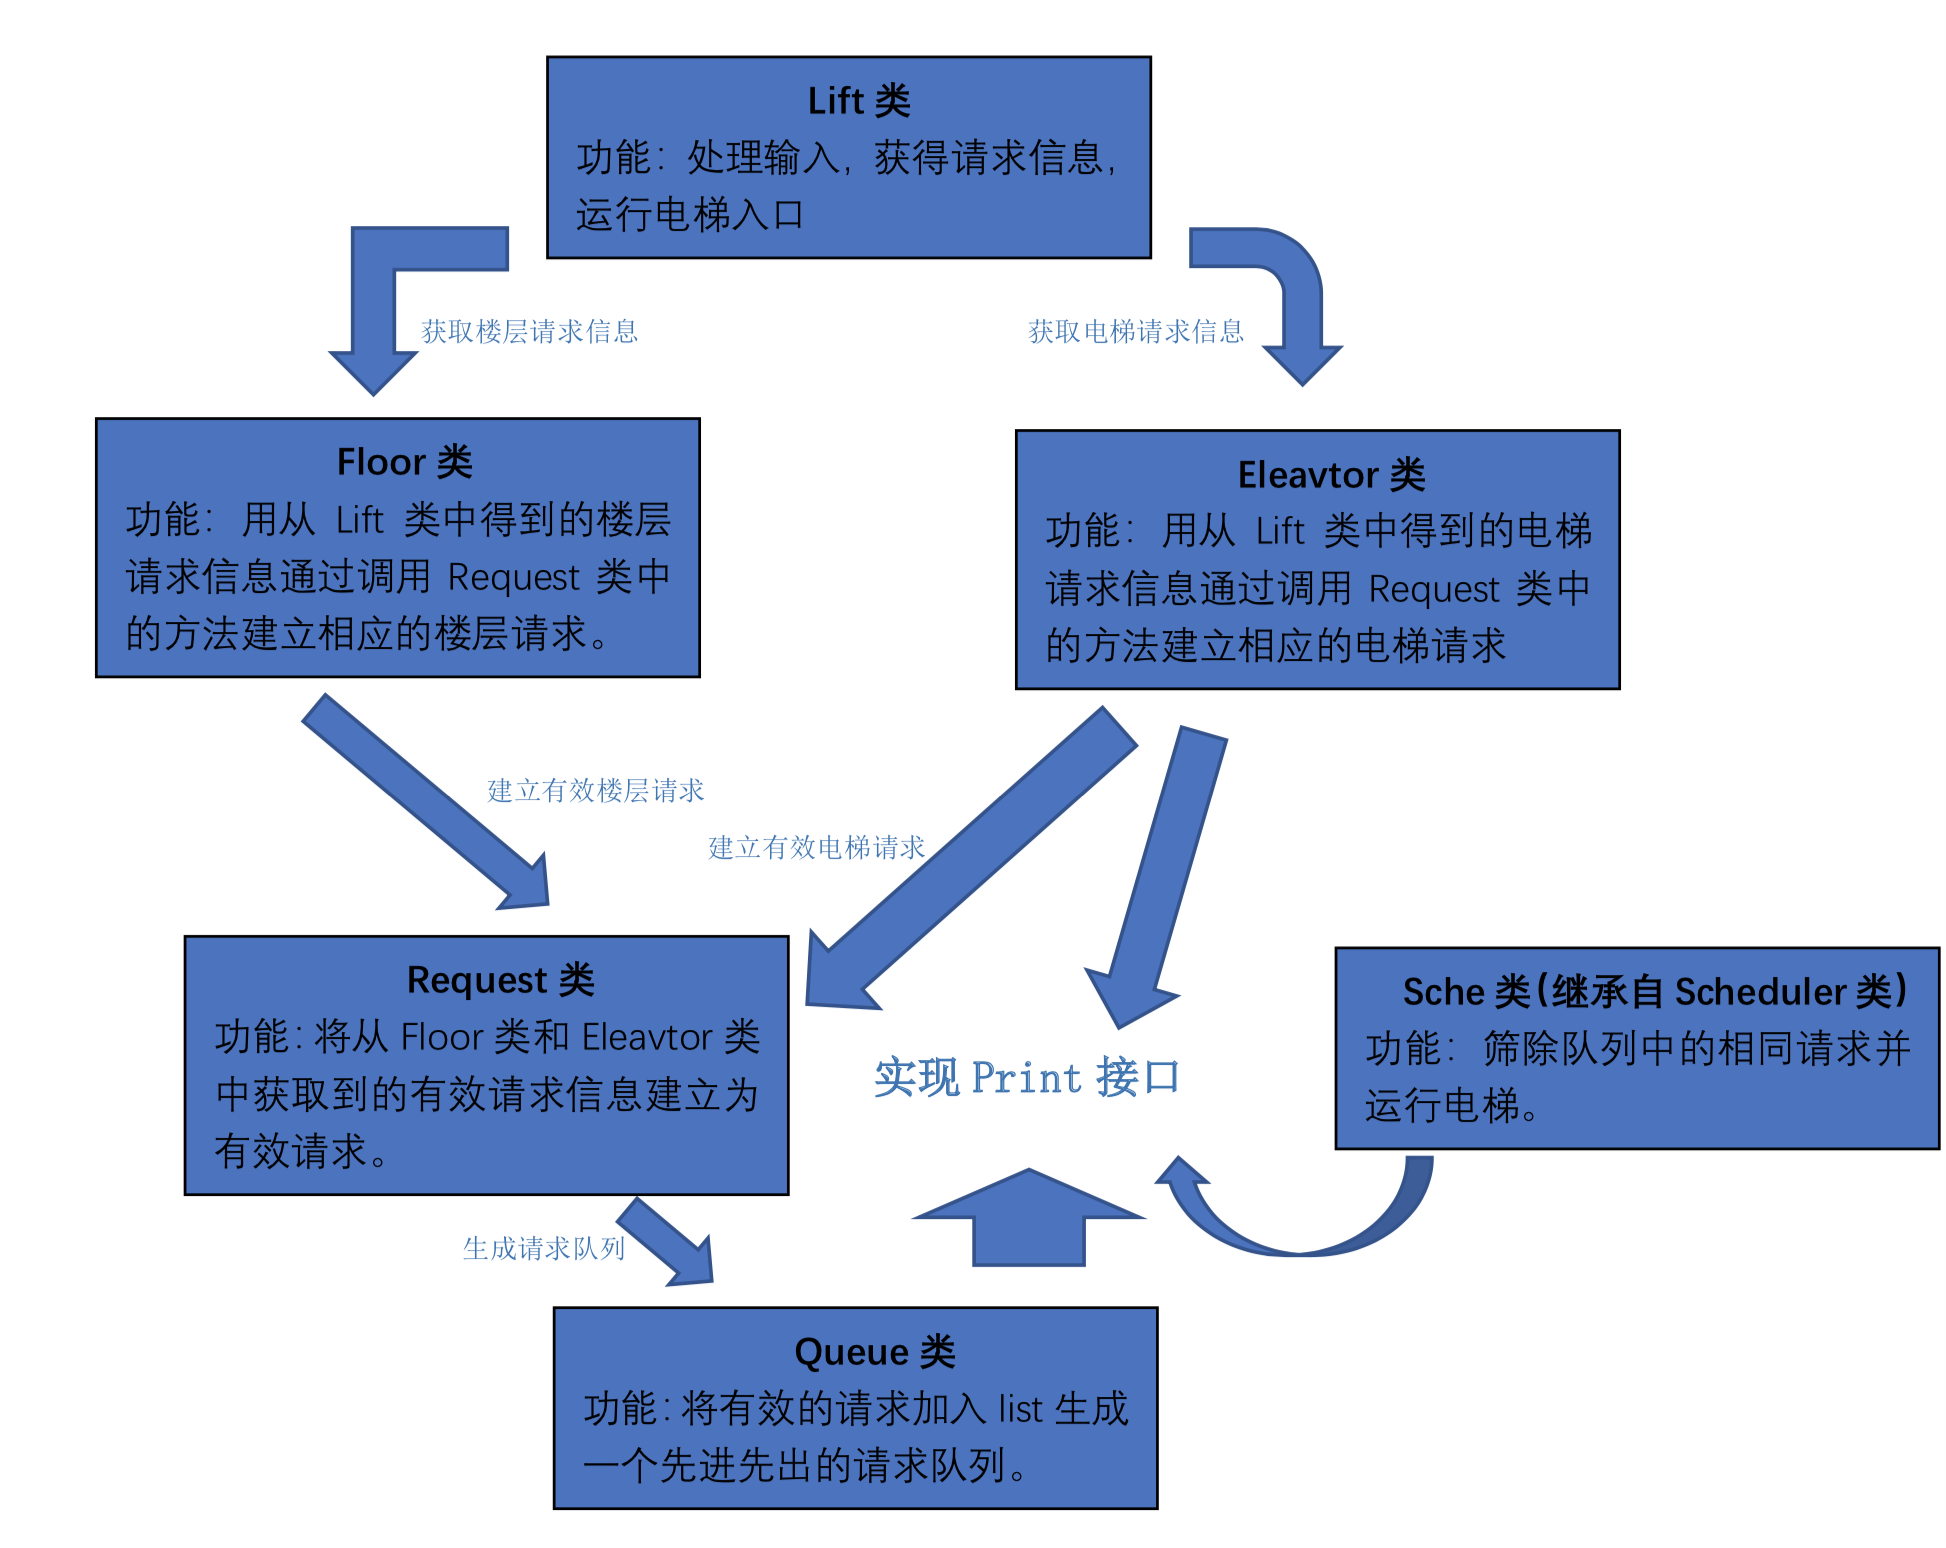 Lift 类
功能：处理输入，获得请求信息，
运行电梯入口
获取楼层请求信息
获取电梯请求信息
Floor 类
功能：用从 Lift 类中得到的楼层
请求信息通过调用 Request 类中
的方法建立相应的楼层请求。
Eleavtor 类
功能：用从 Lift 类中得到的电梯
请求信息通过调用 Request 类中
的方法建立相应的电梯请求
建立有效楼层请求
建立有效电梯请求
Request 类
功能：将从 Floor 类和 Eleavtor 类
中获取到的有效请求信息建立为
有效请求。
实现 Print 接口
Sche 类（继承自 Scheduler 类）
功能：筛除队列中的相同请求并
运行电梯。
生成请求队列
Queue 类
功能：将有效的请求加入 list 生成
一个先进先出的请求队列。